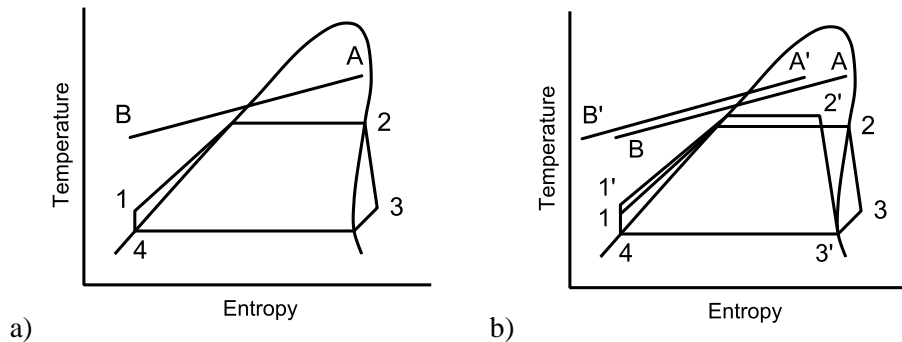 A
B
2
1
3
4
Temperature
Entropy
a)
A'
A
B'
2'
B
2
1'
1
3
4
3'
Temperature
Entropy
b)